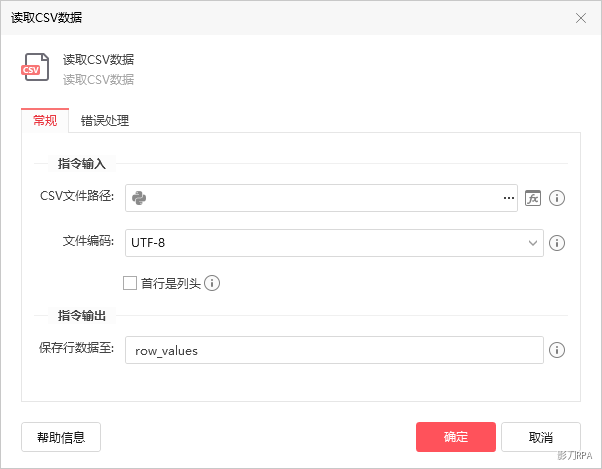 读取CSV数据
CSV
读取CSV数据
读取CSV数据
常规 错误处理
指令输入
CSV文件路径: ... fx
文件编码: UTF-8
首行是列头
指令输出
保存行数据至: row_values
帮助信息 确定 取消
影刀RPA